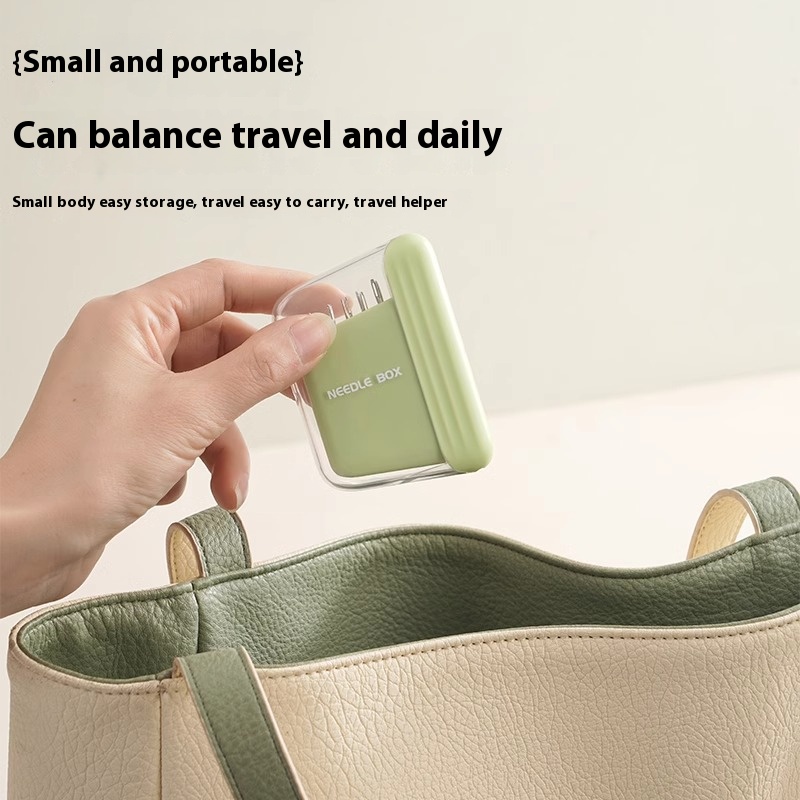 {Small and portable}
Can balance travel and daily
Small body easy storage, travel easy to carry, travel helper
NEEDLE BOX